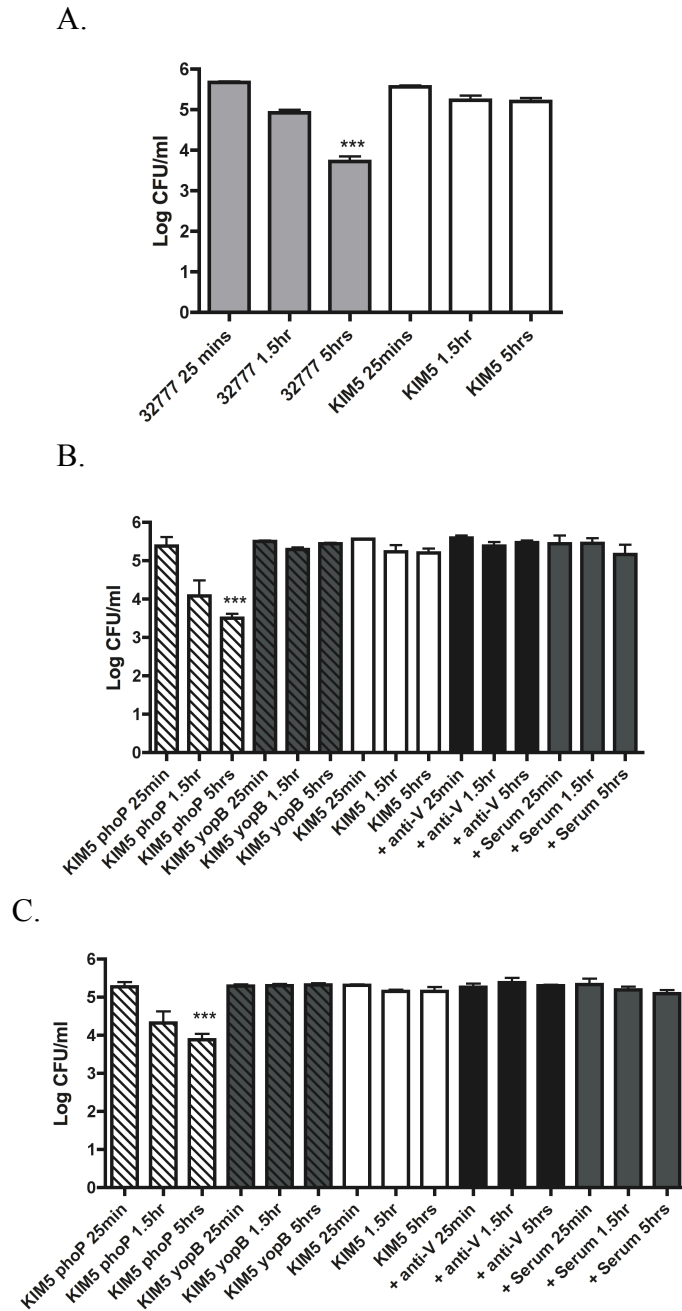 A.
6
5
4
3
2
1
0
Log CFU/ml
***
32777 25 mins
32777 1.5hr
32777 5hrs
KIM5 25mins
KIM5 1.5hr
KIM5 5hrs
B.
6
5
4
3
2
1
0
Log CFU/ml
***
KIM5 phoP 25min
KIM5 phoP 1.5hr
KIM5 phoP 5hrs
KIM5 yopB 25min
KIM5 yopB 1.5hr
KIM5 yopB 5hrs
KIM5 25min
KIM5 1.5hr
KIM5 5hrs
+ anti-V 25min
+ anti-V 1.5hr
+ anti-V 5hrs
+ Serum 25min
+ Serum 1.5hr
+ Serum 5hrs
C.
6
5
4
3
2
1
0
Log CFU/ml
***
KIM5 phoP 25min
KIM5 phoP 1.5hr
KIM5 phoP 5hrs
KIM5 yopB 25min
KIM5 yopB 1.5hr
KIM5 yopB 5hrs
KIM5 25min
KIM5 1.5hr
KIM5 5hrs
+ anti-V 25min
+ anti-V 1.5hr
+ anti-V 5hrs
+ Serum 25min
+ Serum 1.5hr
+ Serum 5hrs